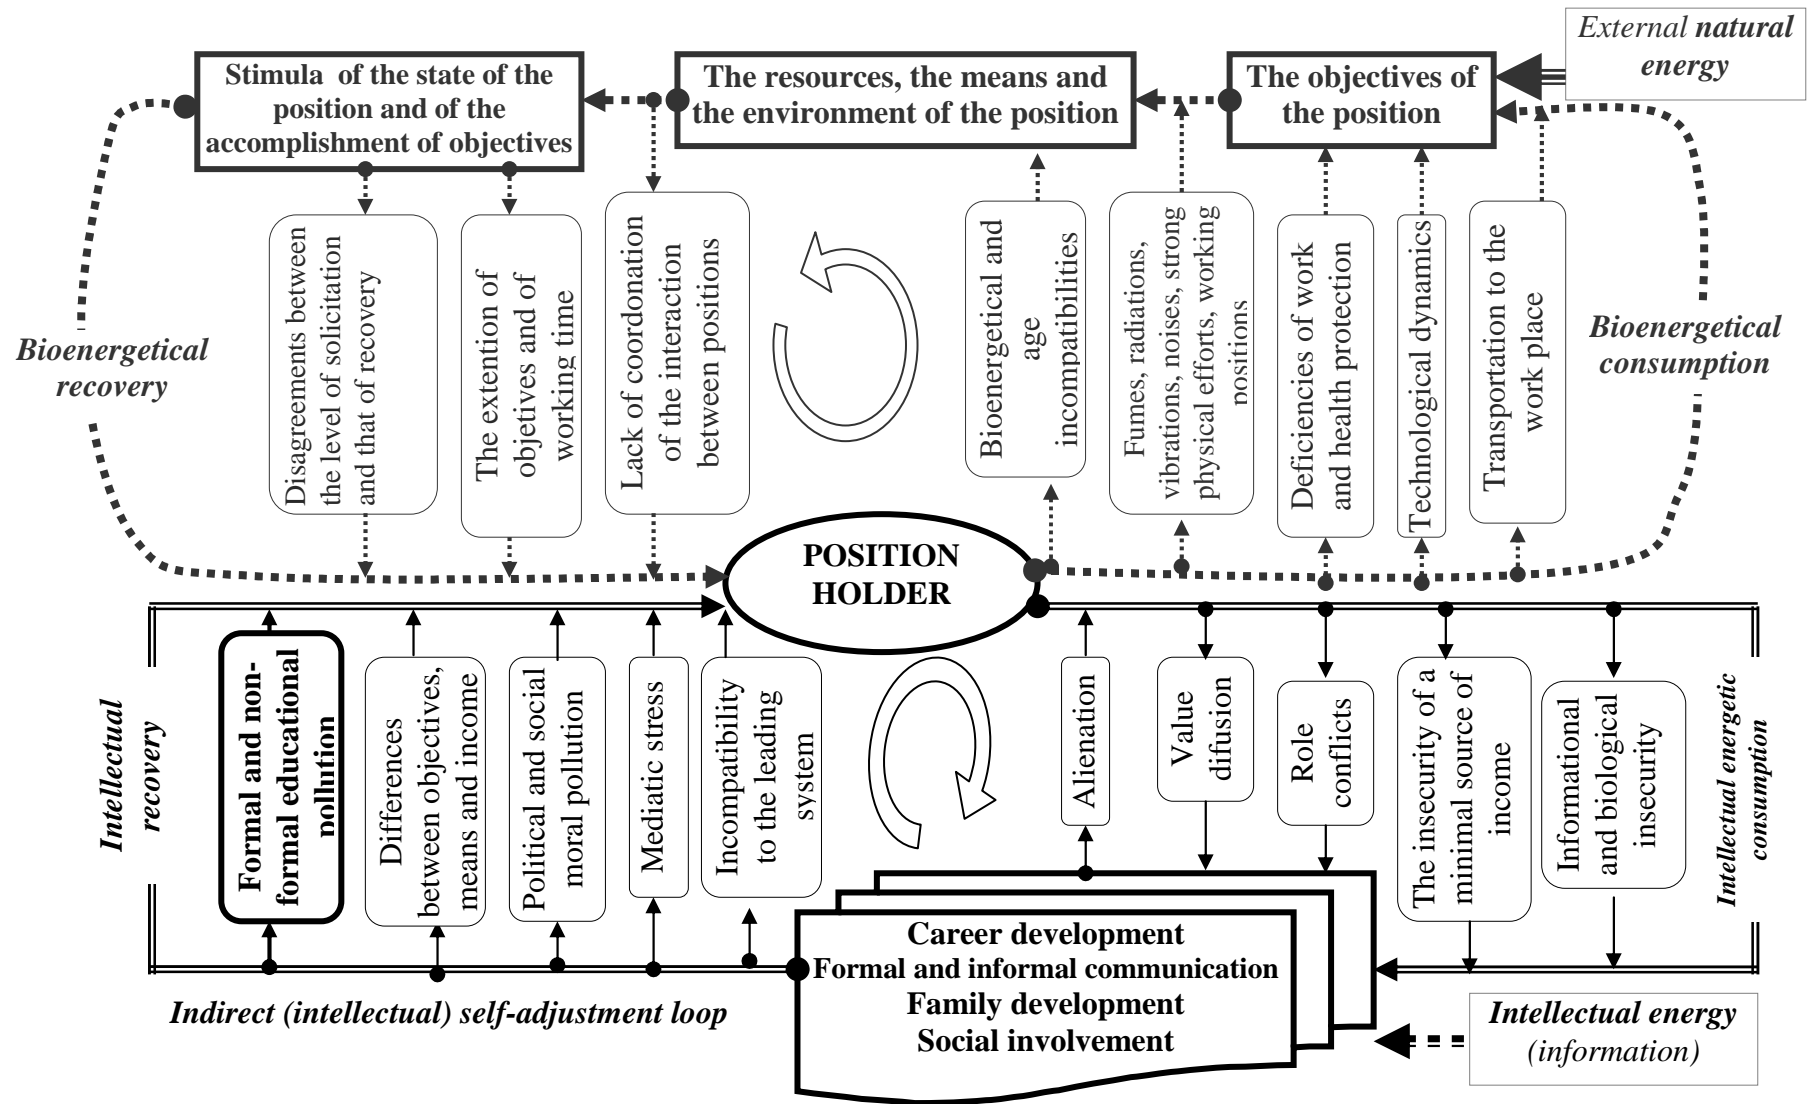 External natural
energy
Stimula of the state of the
position and of the
accomplishment of objectives
The resources, the means and
the environment of the position
The objectives of
the position
Bioenergetical
recovery
Disagreements between
the level of solicitation
and that of recovery
The extention of
objetives and of
working time
Lack of coordonation
of the interaction
between positions
Bioenergetical and
age
incompatibilities
Fumes, radiations,
vibrations, noises, strong
physical efforts, working
positions
Deficiencies of work
and health protection
Technological dynamics
Transportation to the
work place
Bioenergetical
consumption
POSITION
HOLDER
Intellectual
recovery
Formal and non-
formal educational
pollution
Differences
between objectives,
means and income
Political and social
moral pollution
Mediatic stress
Incompatibility
to the leading
system
Alienation
Value
difusion
Role
conflicts
The insecurity of a
minimal source of
income
Informational
and biological
insecurity
Intellectual energetic
consumption
Career development
Formal and informal communication
Family development
Social involvement
Indirect (intellectual) self-adjustment loop
Intellectual energy
(information)